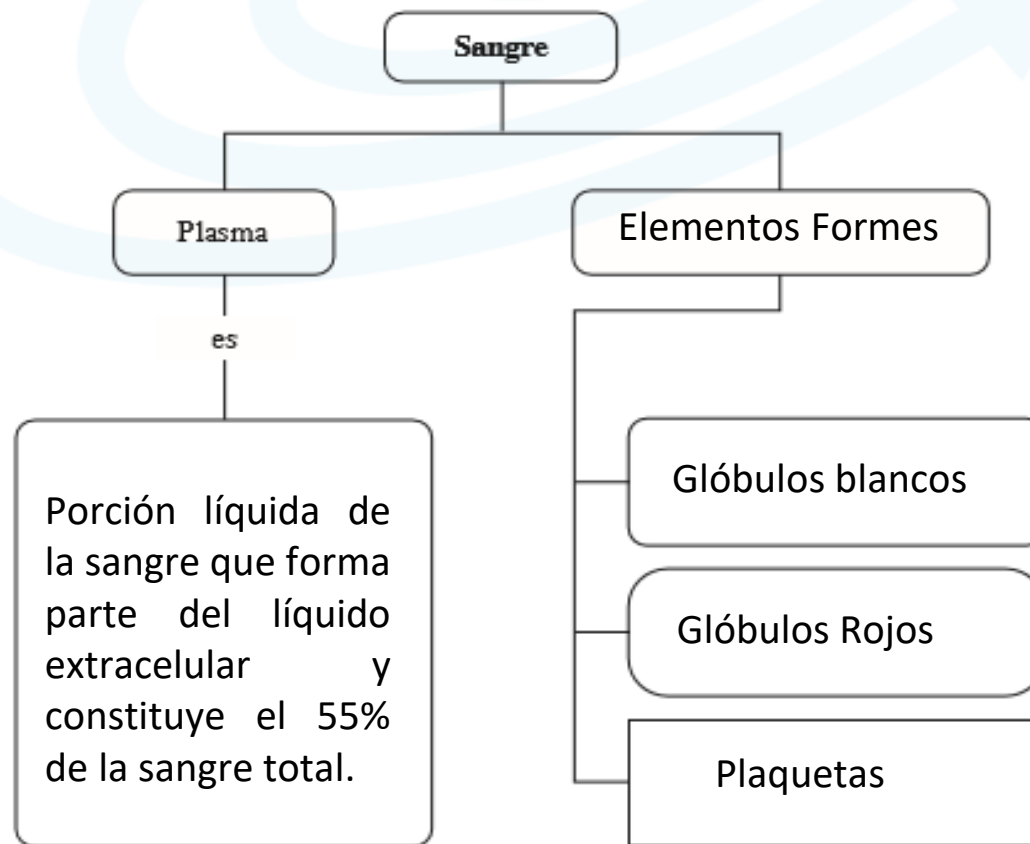 Sangre
Plasma
Elementos Formes
es
Porción líquida de
la sangre que forma
parte del líquido
extracelular y
constituye el 55%
de la sangre total.
Glóbulos blancos
Glóbulos Rojos
Plaquetas